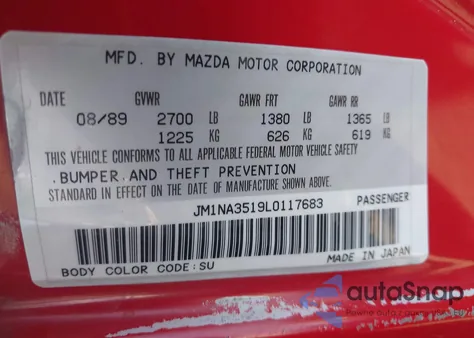 MFD. BY MAZDA MOTOR CORPORATION
DATE GVWR GAWR FRT GAWR RR
08/89 2700 LB 1380 LB 1365 LB
1225 KG 626 KG 619 KG
THIS VEHICLE CONFORMS TO ALL APPLICABLE FEDERAL MOTOR VEHICLE SAFETY
BUMPER AND THEFT PREVENTION
STANDARD IN EFFECT ON THE DATE OF MANUFACTURE SHOWN ABOVE.
JM1NA3519L0117683 PASSENGER
BODY COLOR CODE:SU MADE IN JAPAN
autoSnap